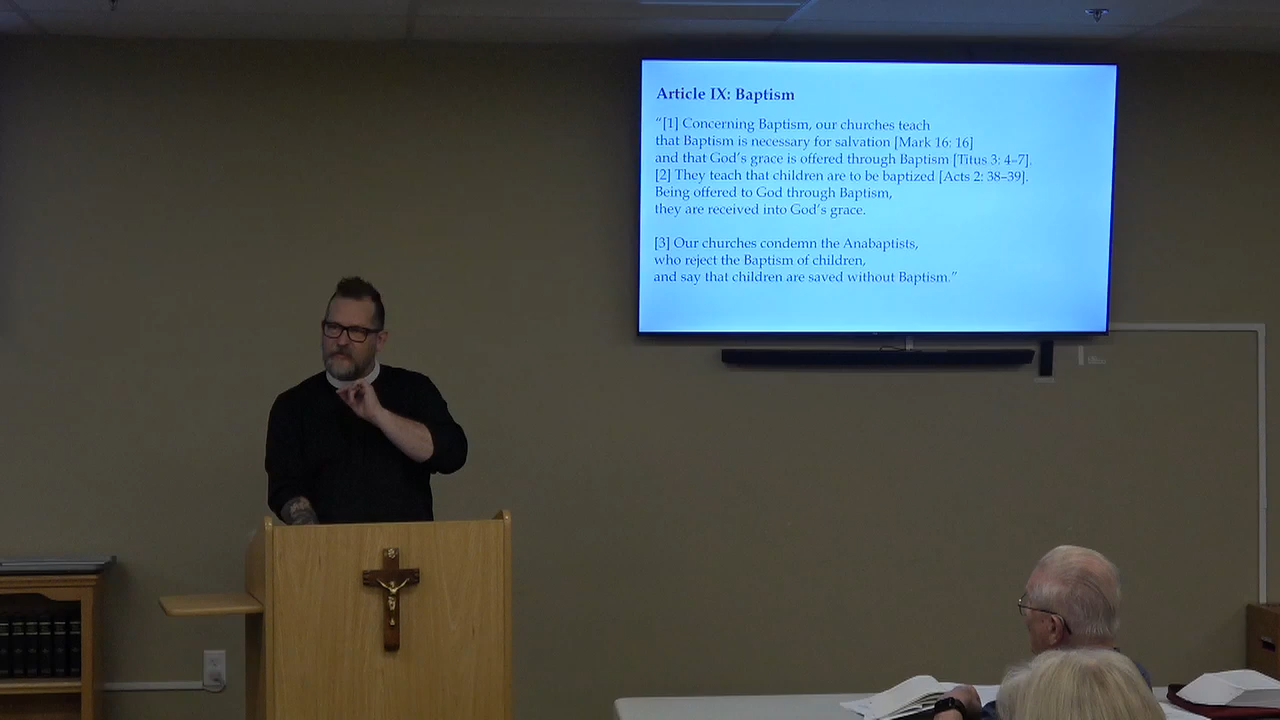 Article IX: Baptism
“[1] Concerning Baptism, our churches teach
that Baptism is necessary for salvation [Mark 16: 16]
and that God’s grace is offered through Baptism [Titus 3: 4–7].
[2] They teach that children are to be baptized [Acts 2: 38–39].
Being offered to God through Baptism,
they are received into God’s grace.
[3] Our churches condemn the Anabaptists,
who reject the Baptism of children,
and say that children are saved without Baptism.”